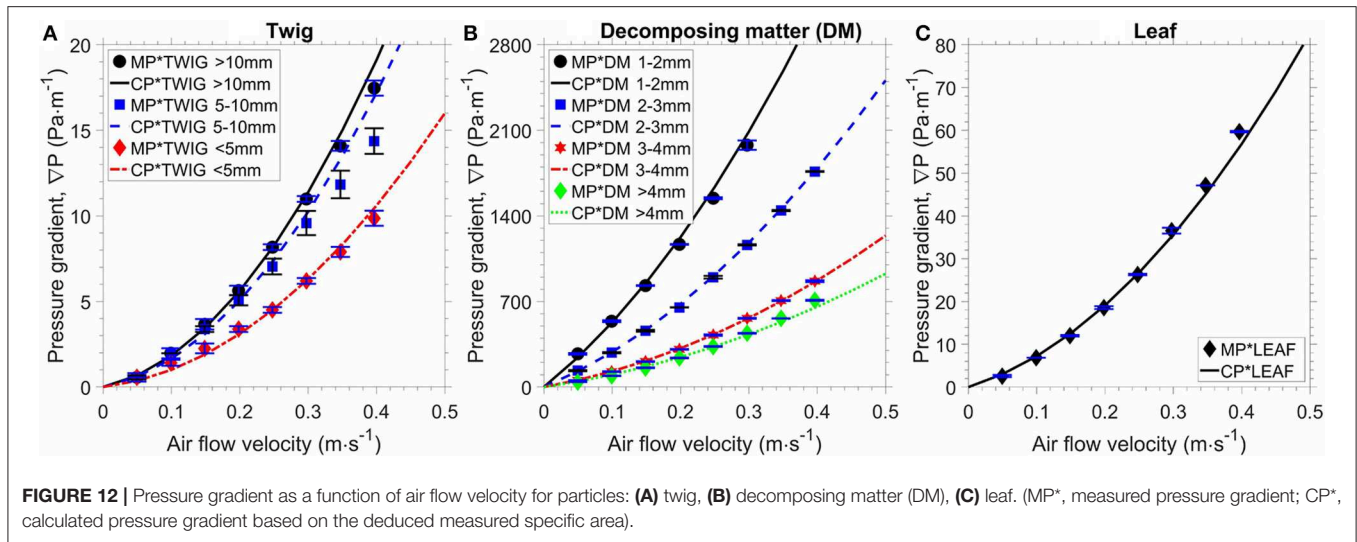 A
Twig
20
15
10
5
0
Pressure gradient, ∇P (Pa·m⁻¹)
MP*TWIG >10mm
CP*TWIG >10mm
MP*TWIG 5-10mm
CP*TWIG 5-10mm
MP*TWIG <5mm
CP*TWIG <5mm
0 0.1 0.2 0.3 0.4 0.5
Air flow velocity (m·s⁻¹)
B
Decomposing matter (DM)
2800
2100
1400
700
0
Pressure gradient, ∇P (Pa·m⁻¹)
MP*DM 1-2mm
CP*DM 1-2mm
MP*DM 2-3mm
CP*DM 2-3mm
MP*DM 3-4mm
CP*DM 3-4mm
MP*DM >4mm
CP*DM >4mm
0 0.1 0.2 0.3 0.4 0.5
Air flow velocity (m·s⁻¹)
C
Leaf
80
70
60
50
40
30
20
10
0
Pressure gradient, ∇P (Pa·m⁻¹)
MP*LEAF
CP*LEAF
0 0.1 0.2 0.3 0.4 0.5
Air flow velocity (m·s⁻¹)
FIGURE 12 | Pressure gradient as a function of air flow velocity for particles: (A) twig, (B) decomposing matter (DM), (C) leaf. (MP*, measured pressure gradient; CP*,
calculated pressure gradient based on the deduced measured specific area).